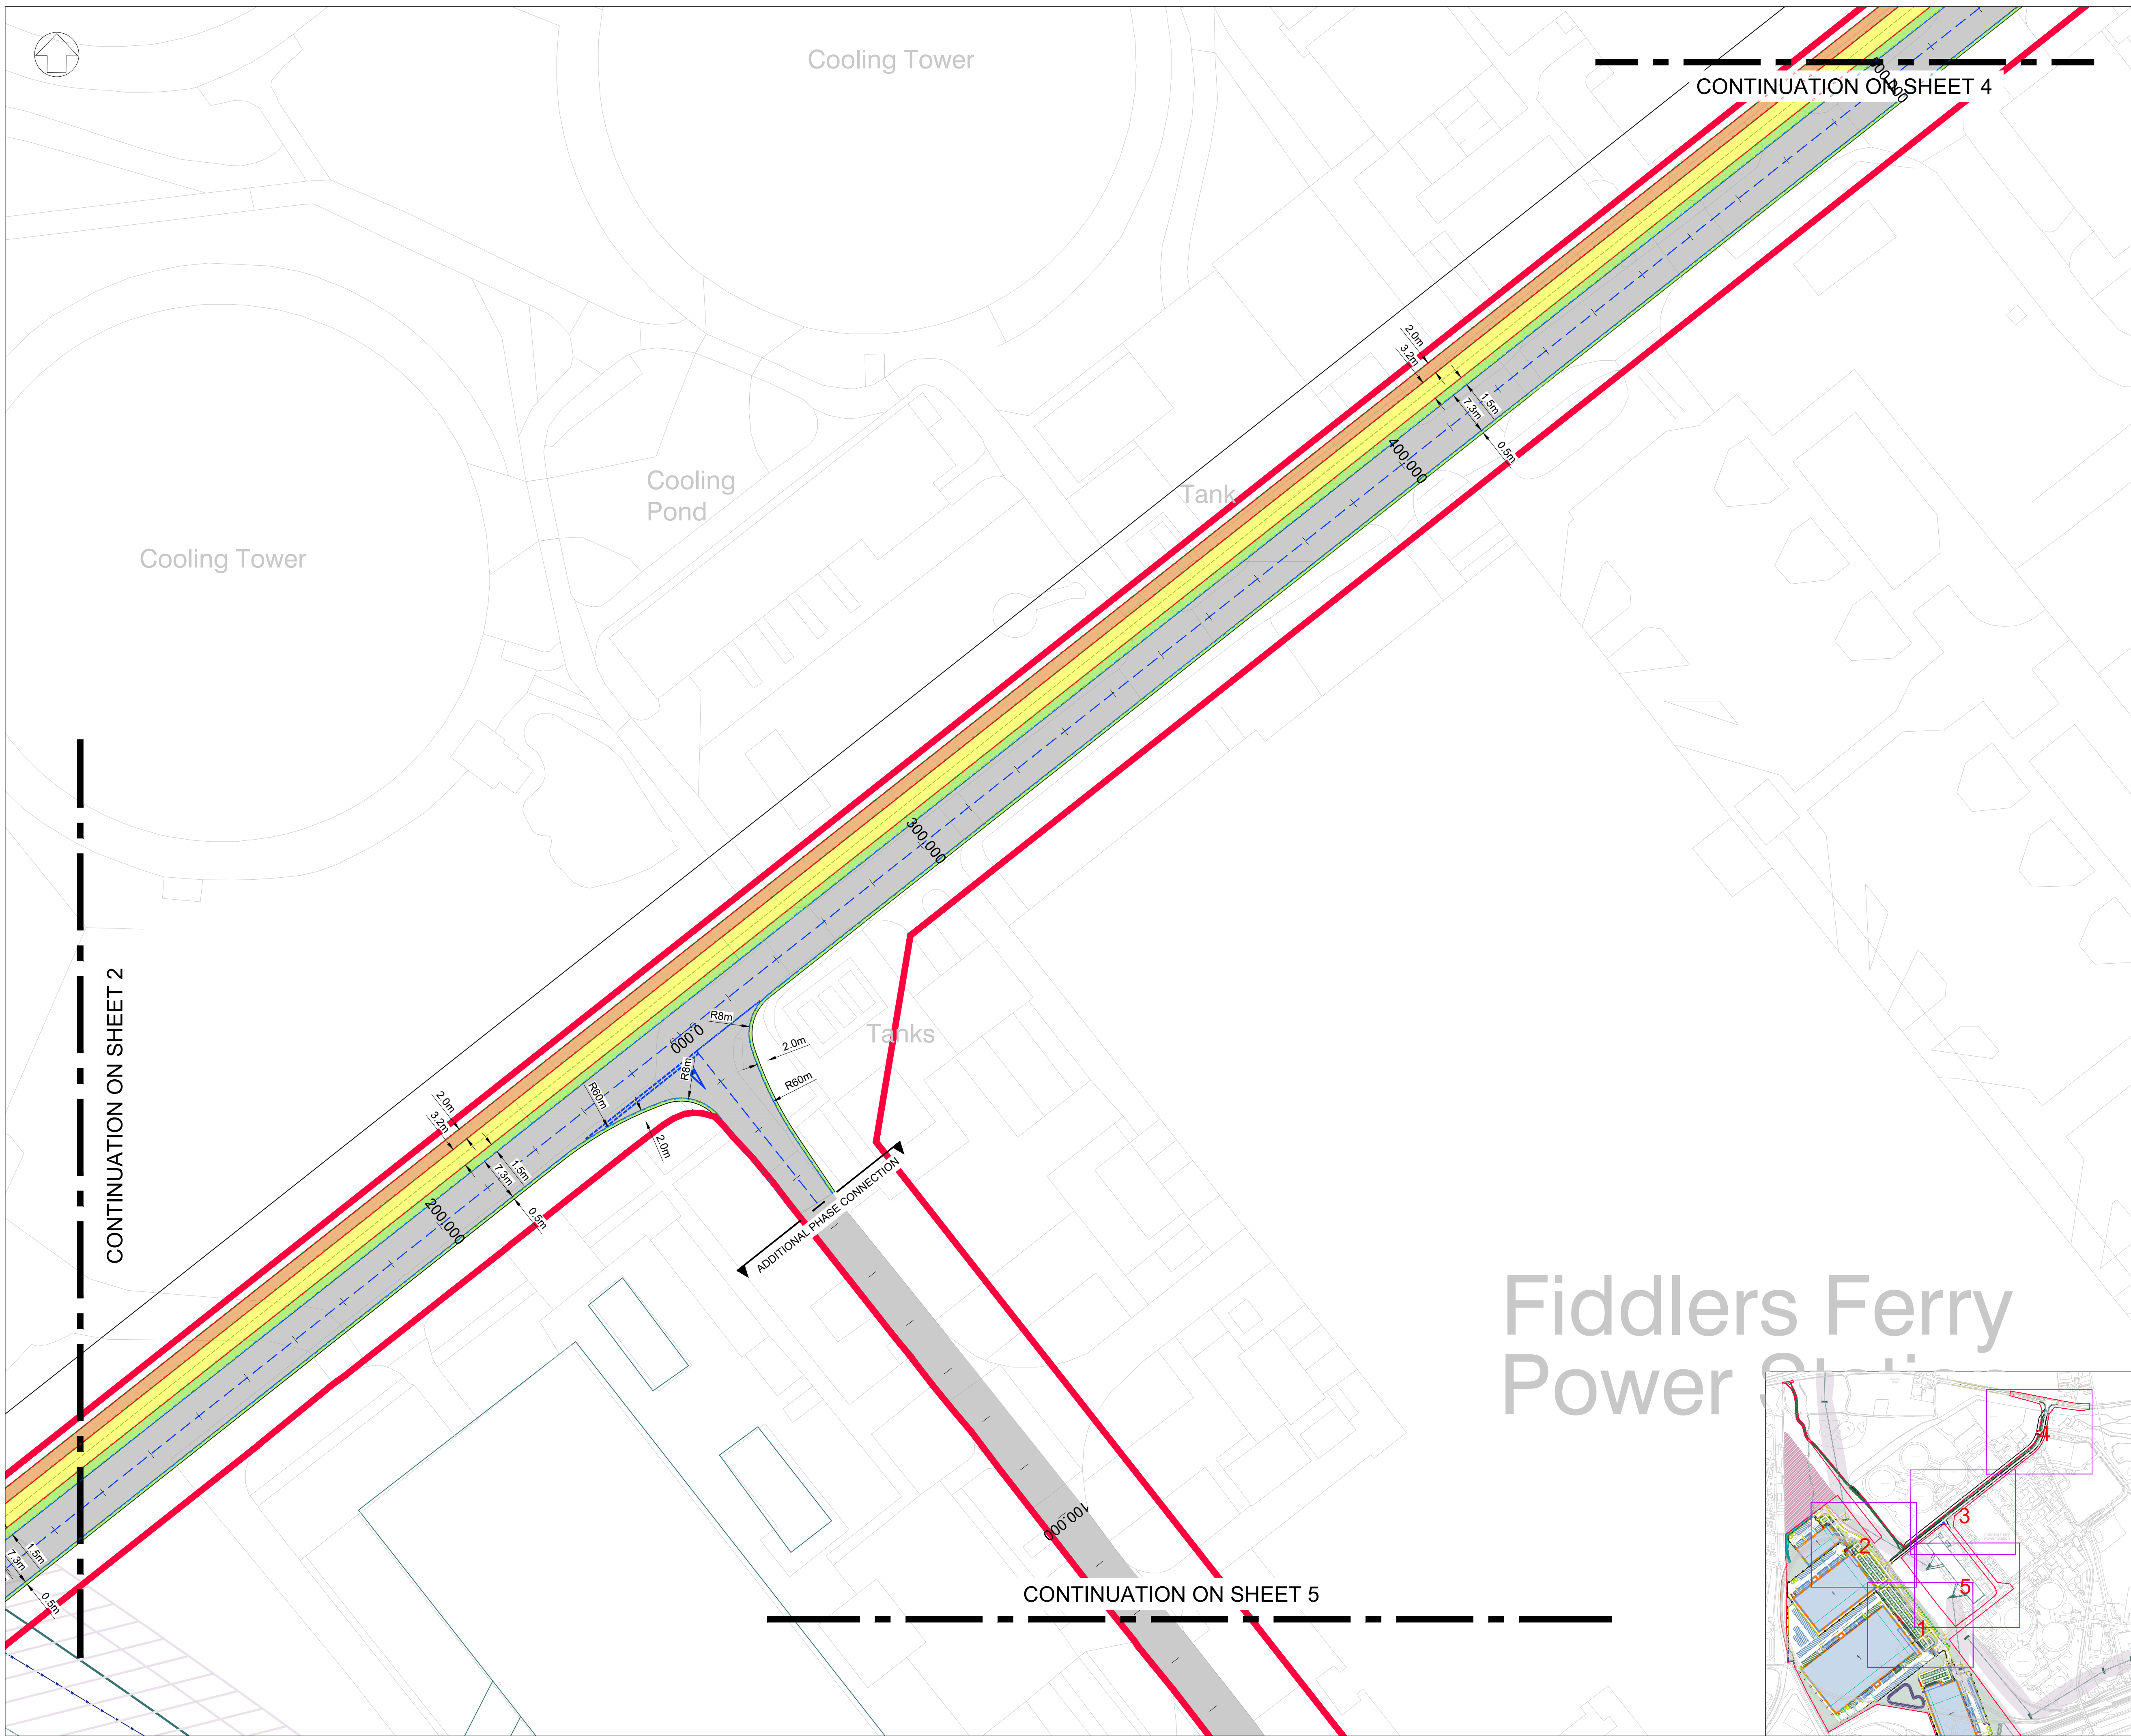 Cooling Tower
CONTINUATION ON SHEET 4
2.0m
3.2m
1.5m
7.3m
0.5m
400.000
Cooling
Pond
Tank
Cooling Tower
300.000
CONTINUATION ON SHEET 2
R8m
0.000
Tanks
2.0m
R8m
R60m
R60m
2.0m
2.0m
3.2m
1.5m
7.3m
0.5m
200.000
ADDITIONAL PHASE CONNECTION
Fiddlers Ferry
Power
100.000
1.5m
7.3m
0.5m
CONTINUATION ON SHEET 5
4
3
2
5
1